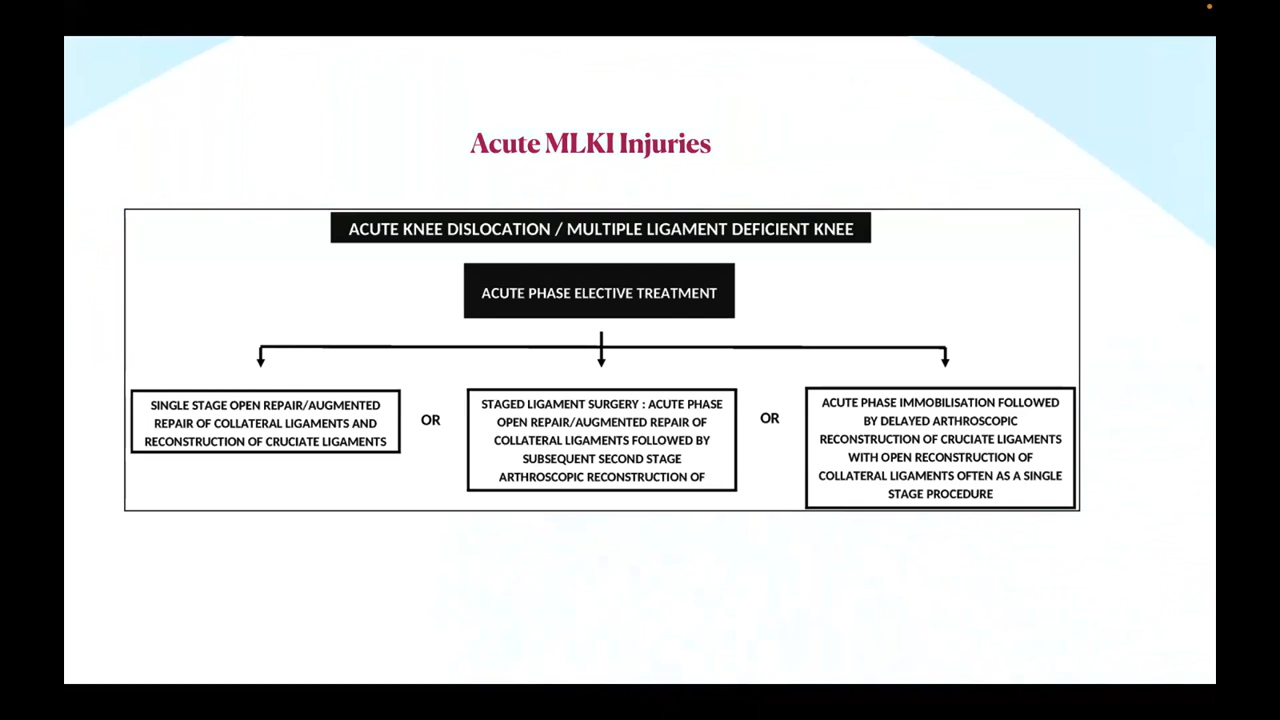 Acute MLKI Injuries
ACUTE KNEE DISLOCATION / MULTIPLE LIGAMENT DEFICIENT KNEE
ACUTE PHASE ELECTIVE TREATMENT
SINGLE STAGE OPEN REPAIR/AUGMENTED
REPAIR OF COLLATERAL LIGAMENTS AND
RECONSTRUCTION OF CRUCIATE LIGAMENTS
OR
STAGED LIGAMENT SURGERY : ACUTE PHASE
OPEN REPAIR/AUGMENTED REPAIR OF
COLLATERAL LIGAMENTS FOLLOWED BY
SUBSEQUENT SECOND STAGE
ARTHROSCOPIC RECONSTRUCTION OF
OR
ACUTE PHASE IMMOBILISATION FOLLOWED
BY DELAYED ARTHROSCOPIC
RECONSTRUCTION OF CRUCIATE LIGAMENTS
WITH OPEN RECONSTRUCTION OF
COLLATERAL LIGAMENTS OFTEN AS A SINGLE
STAGE PROCEDURE